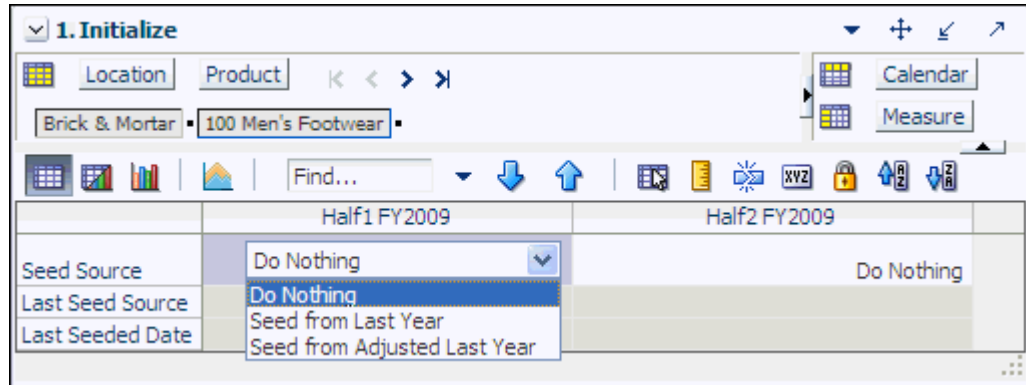 1. Initialize
Location Product
Calendar
Brick & Mortar 100 Men's Footwear
Measure
Find...
XYZ
A Z
Z A
Half1 FY2009 Half2 FY2009
Seed Source Do Nothing Do Nothing
Do Nothing
Last Seed Source
Seed from Last Year
Last Seeded Date
Seed from Adjusted Last Year